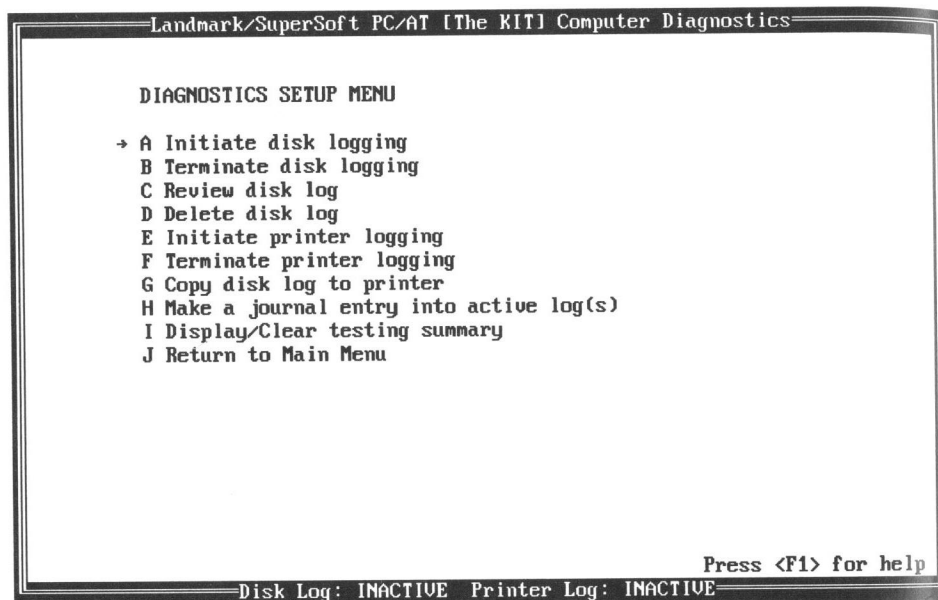 Landmark/SuperSoft PC/AT [The KIT] Computer Diagnostics
DIAGNOSTICS SETUP MENU
→ A Initiate disk logging
B Terminate disk logging
C Review disk log
D Delete disk log
E Initiate printer logging
F Terminate printer logging
G Copy disk log to printer
H Make a journal entry into active log(s)
I Display/Clear testing summary
J Return to Main Menu
Press <F1> for help
Disk Log: INACTIVE Printer Log: INACTIVE